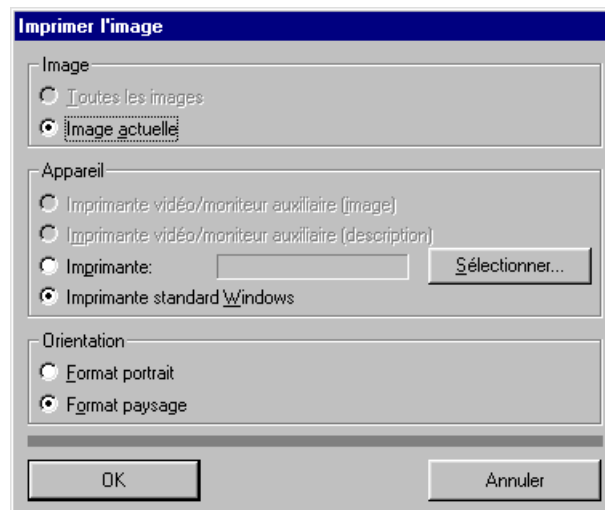 Imprimer l'image
Image
Toutes les images
Image actuelle
Appareil
Imprimante vidéo/moniteur auxiliaire (image)
Imprimante vidéo/moniteur auxiliaire (description)
Imprimante:
Sélectionner...
Imprimante standard Windows
Orientation
Format portrait
Format paysage
OK
Annuler